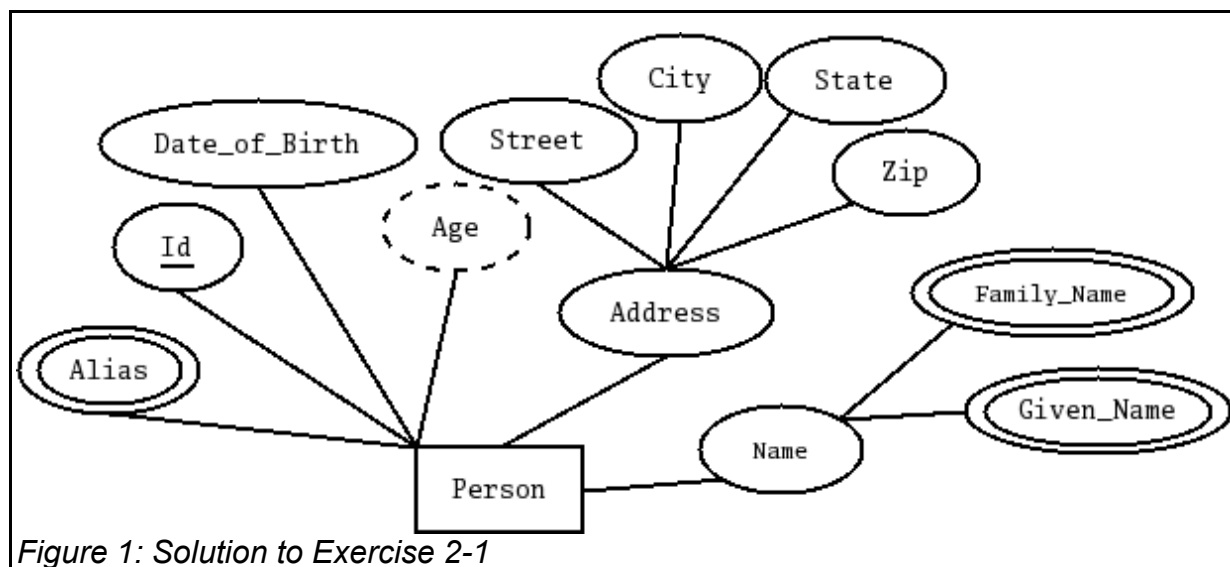 City
State
Date_of_Birth
Street
Zip
Age
Id
Address
Family_Name
Alias
Given_Name
Name
Person
Figure 1: Solution to Exercise 2-1